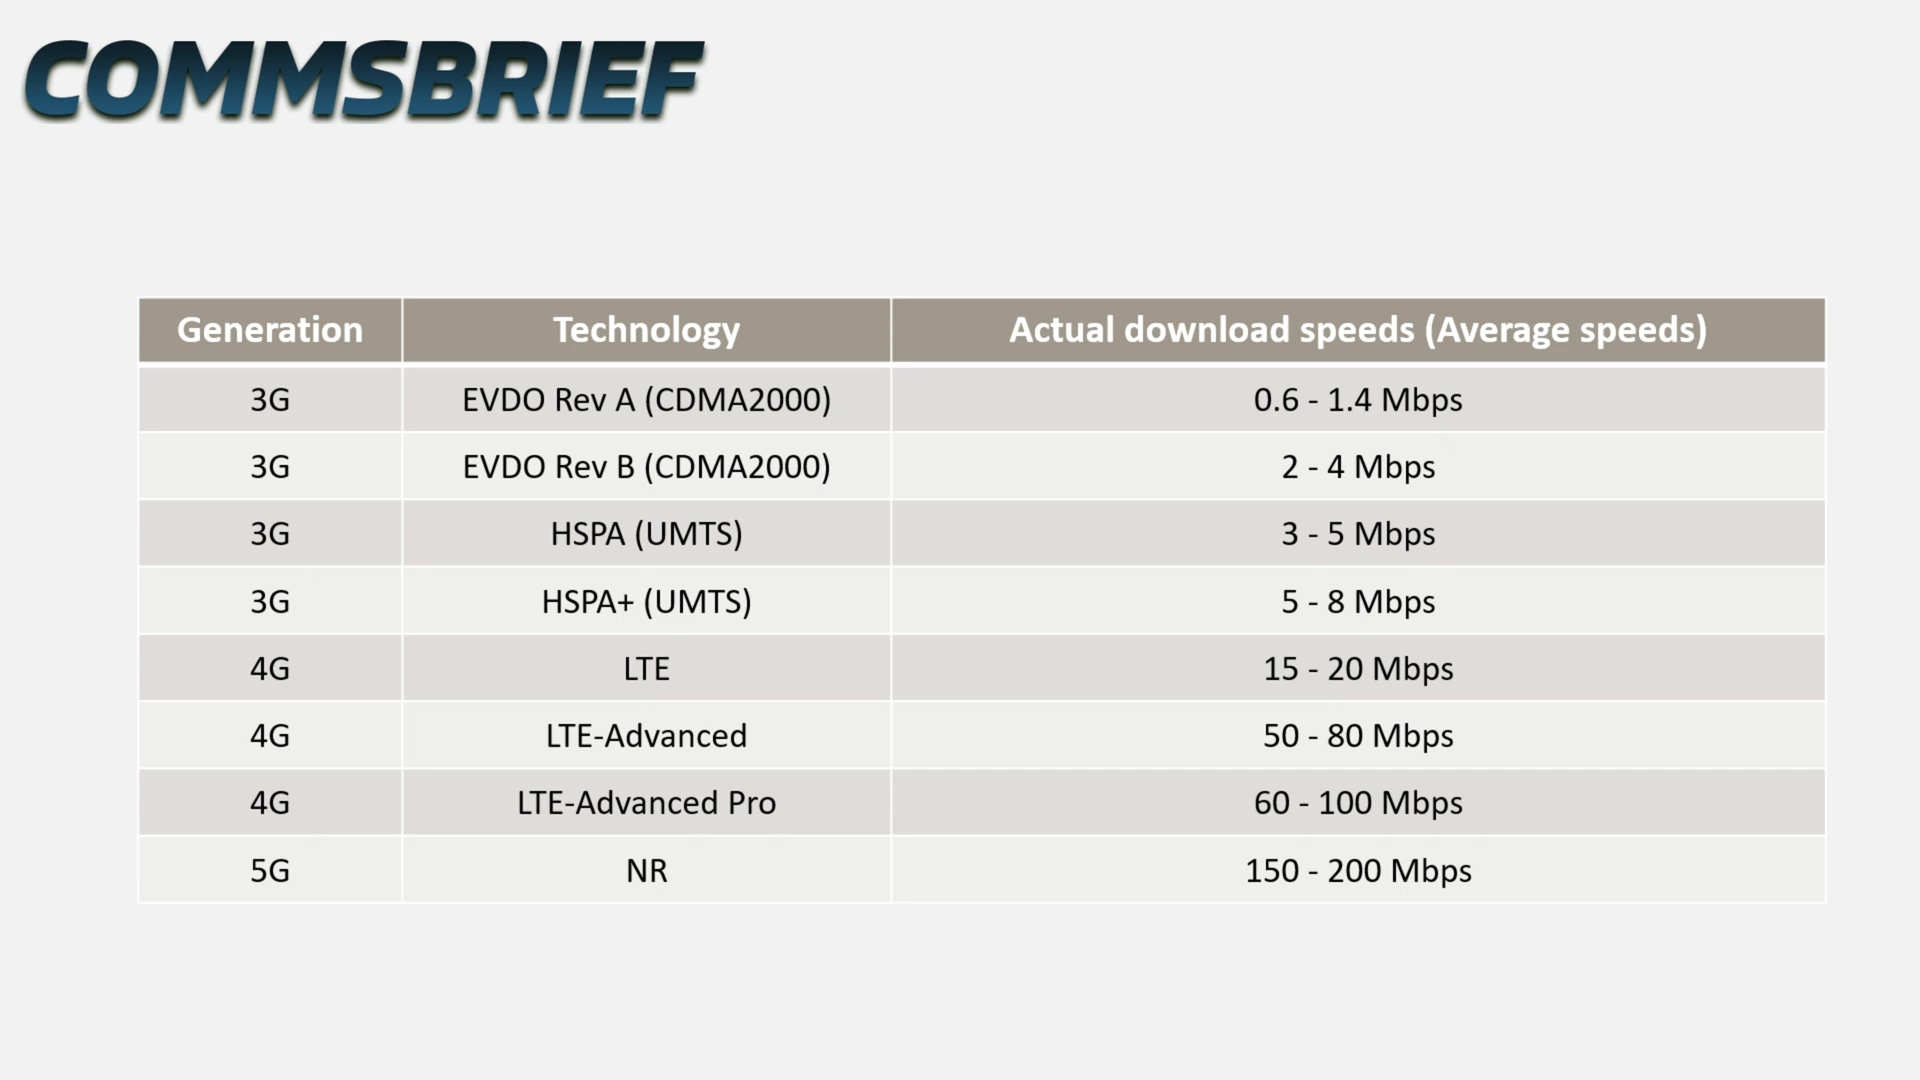 COMMSBRIEF
Generation Technology Actual download speeds (Average speeds)
3G EVDO Rev A (CDMA2000) 0.6 - 1.4 Mbps
3G EVDO Rev B (CDMA2000) 2 - 4 Mbps
3G HSPA (UMTS) 3 - 5 Mbps
3G HSPA+ (UMTS) 5 - 8 Mbps
4G LTE 15 - 20 Mbps
4G LTE-Advanced 50 - 80 Mbps
4G LTE-Advanced Pro 60 - 100 Mbps
5G NR 150 - 200 Mbps